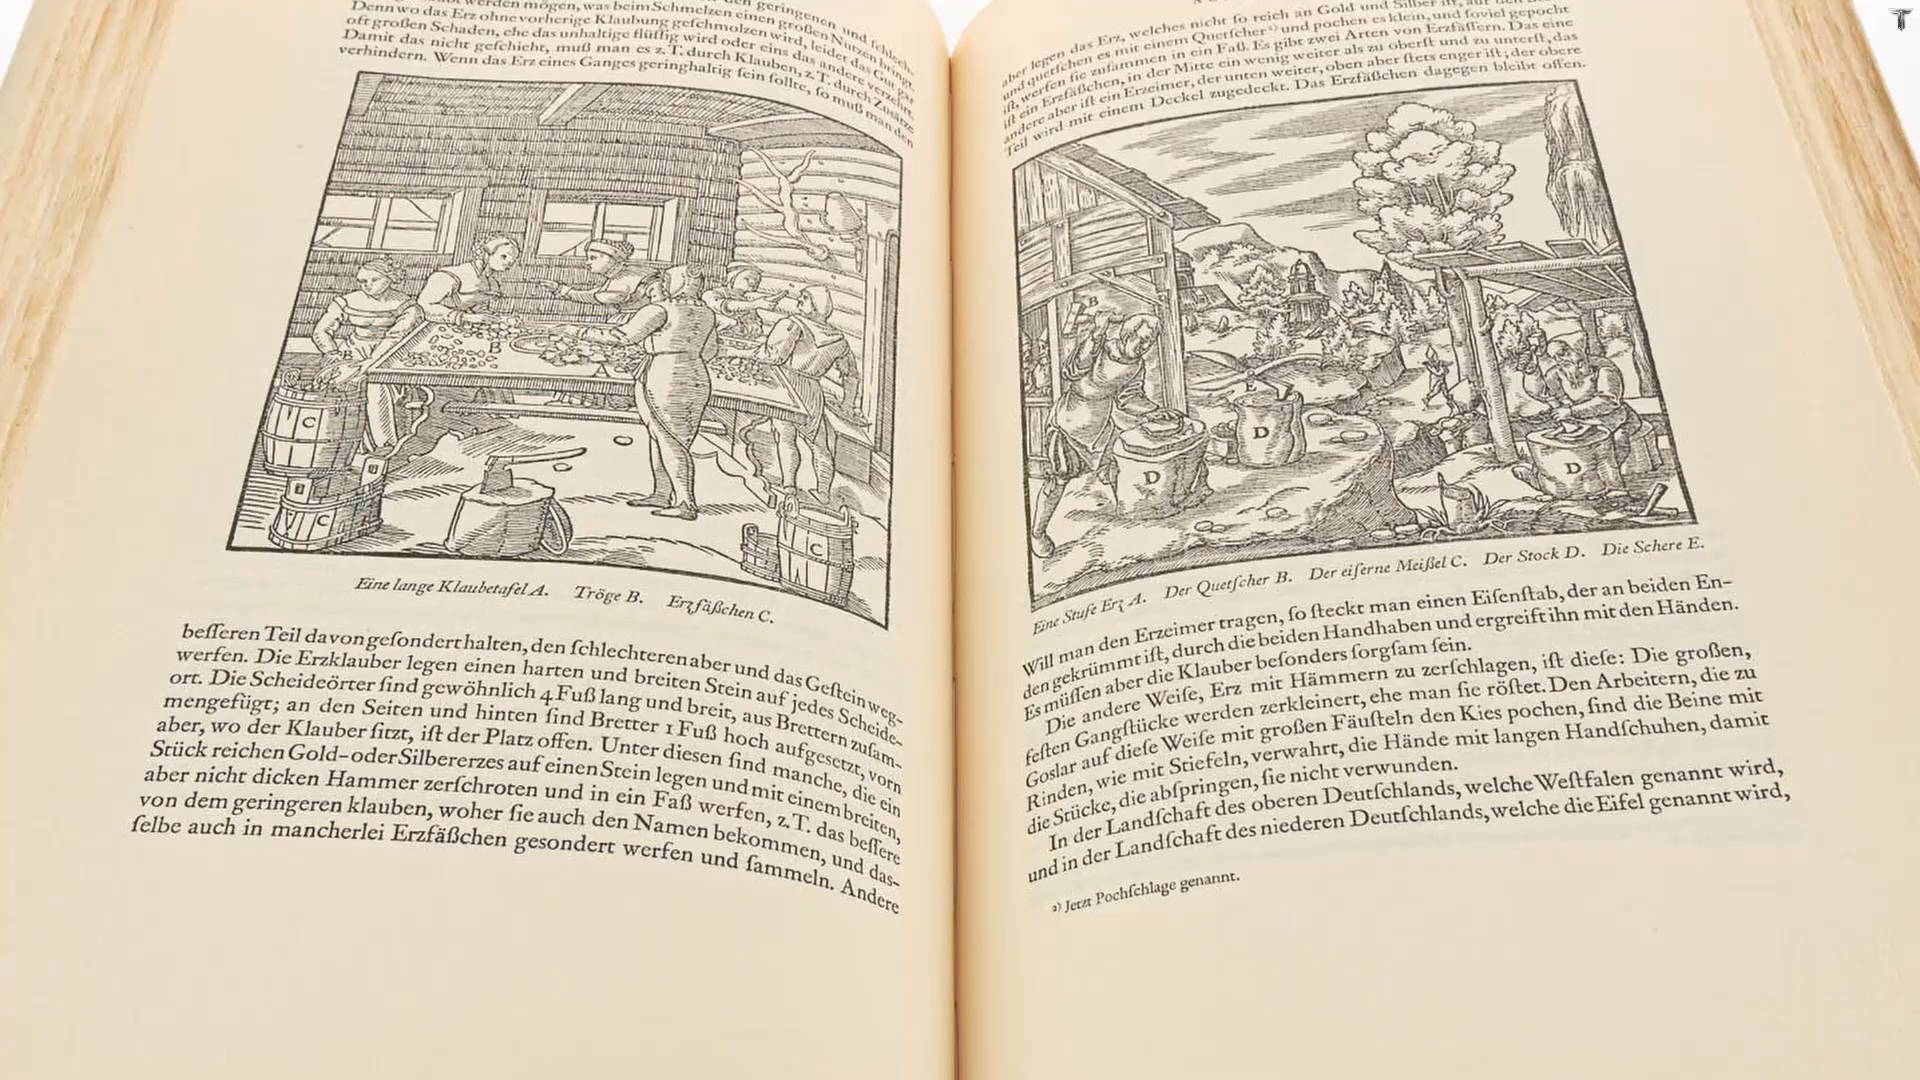 werden mögen, was beim Schmelzen einen großen Nutzen bringt.
Denn wo das Erz ohne vorherige Klaubung geſchmolzen wird, leidet das Gut gar
oft großen Schaden, ehe das unhaltige flüſſig wird oder eins das andere verzehrt.
Damit das nicht geſchieht, muß man es z. T. durch Klauben, z. T. durch Zuſätze
verhindern. Wenn das Erz eines Ganges geringhaltig ſein ſollte, ſo muß man den
B
B
A
C
C
C
Eine lange Klaubetafel A. Tröge B. Erzfäßchen C.
beſſeren Teil davon geſondert halten, den ſchlechteren aber und das Geſtein weg-
werfen. Die Erzklauber legen einen harten und breiten Stein auf jedes Scheide-
ort. Die Scheideörter ſind gewöhnlich 4 Fuß lang und breit, aus Brettern zuſam-
mengefügt; an den Seiten und hinten ſind Bretter 1 Fuß hoch aufgeſetzt, vorn
aber, wo der Klauber ſitzt, iſt der Platz offen. Unter dieſen ſind manche, die ein
Stück reichen Gold- oder Silbererzes auf einen Stein legen und mit einem breiten,
aber nicht dicken Hammer zerſchroten und in ein Faß werfen, z. T. das beſſere
von dem geringeren klauben, woher ſie auch den Namen bekommen, und das-
ſelbe auch in mancherlei Erzfäßchen gesondert werfen und ſammeln. Andere
aber legen das Erz, welches nicht ſo reich an Gold und Silber iſt, auf den
und quetſchen es mit einem Quetſcher²) und pochen es klein, und ſoviel gepocht
iſt, werfen ſie zuſammen in ein Faß. Es gibt zwei Arten von Erzfäſſern. Das eine
iſt ein Erzfäßchen, in der Mitte ein wenig weiter als zu oberſt und zu unterſt, das
andere aber iſt ein Erzeimer, der unten weiter, oben aber ſtets enger iſt; der obere
Teil wird mit einem Deckel zugedeckt. Das Erzfäßchen dagegen bleibt offen.
B
E
D
D
D
Stufe Erz A. Der Quetſcher B. Der eiſerne Meißel C. Der Stock D. Die Schere E.
Will man den Erzeimer tragen, ſo ſteckt man einen Eiſenſtab, der an beiden En-
den gekrümmt iſt, durch die beiden Handhaben und ergreift ihn mit den Händen.
Es müſſen aber die Klauber beſonders ſorgſam ſein.
Die andere Weiſe, Erz mit Hämmern zu zerſchlagen, iſt dieſe: Die großen,
feſten Gangſtücke werden zerkleinert, ehe man ſie röſtet. Den Arbeitern, die zu
Goslar auf dieſe Weiſe mit großen Fäuſteln den Kies pochen, ſind die Beine mit
Rinden, wie mit Stiefeln, verwahrt, die Hände mit langen Handſchuhen, damit
die Stücke, die abſpringen, ſie nicht verwunden.
In der Landſchaft des oberen Deutſchlands, welche Weſtfalen genannt wird,
und in der Landſchaft des niederen Deutſchlands, welche die Eifel genannt wird,
²) Jetzt Pochſchlage genannt.